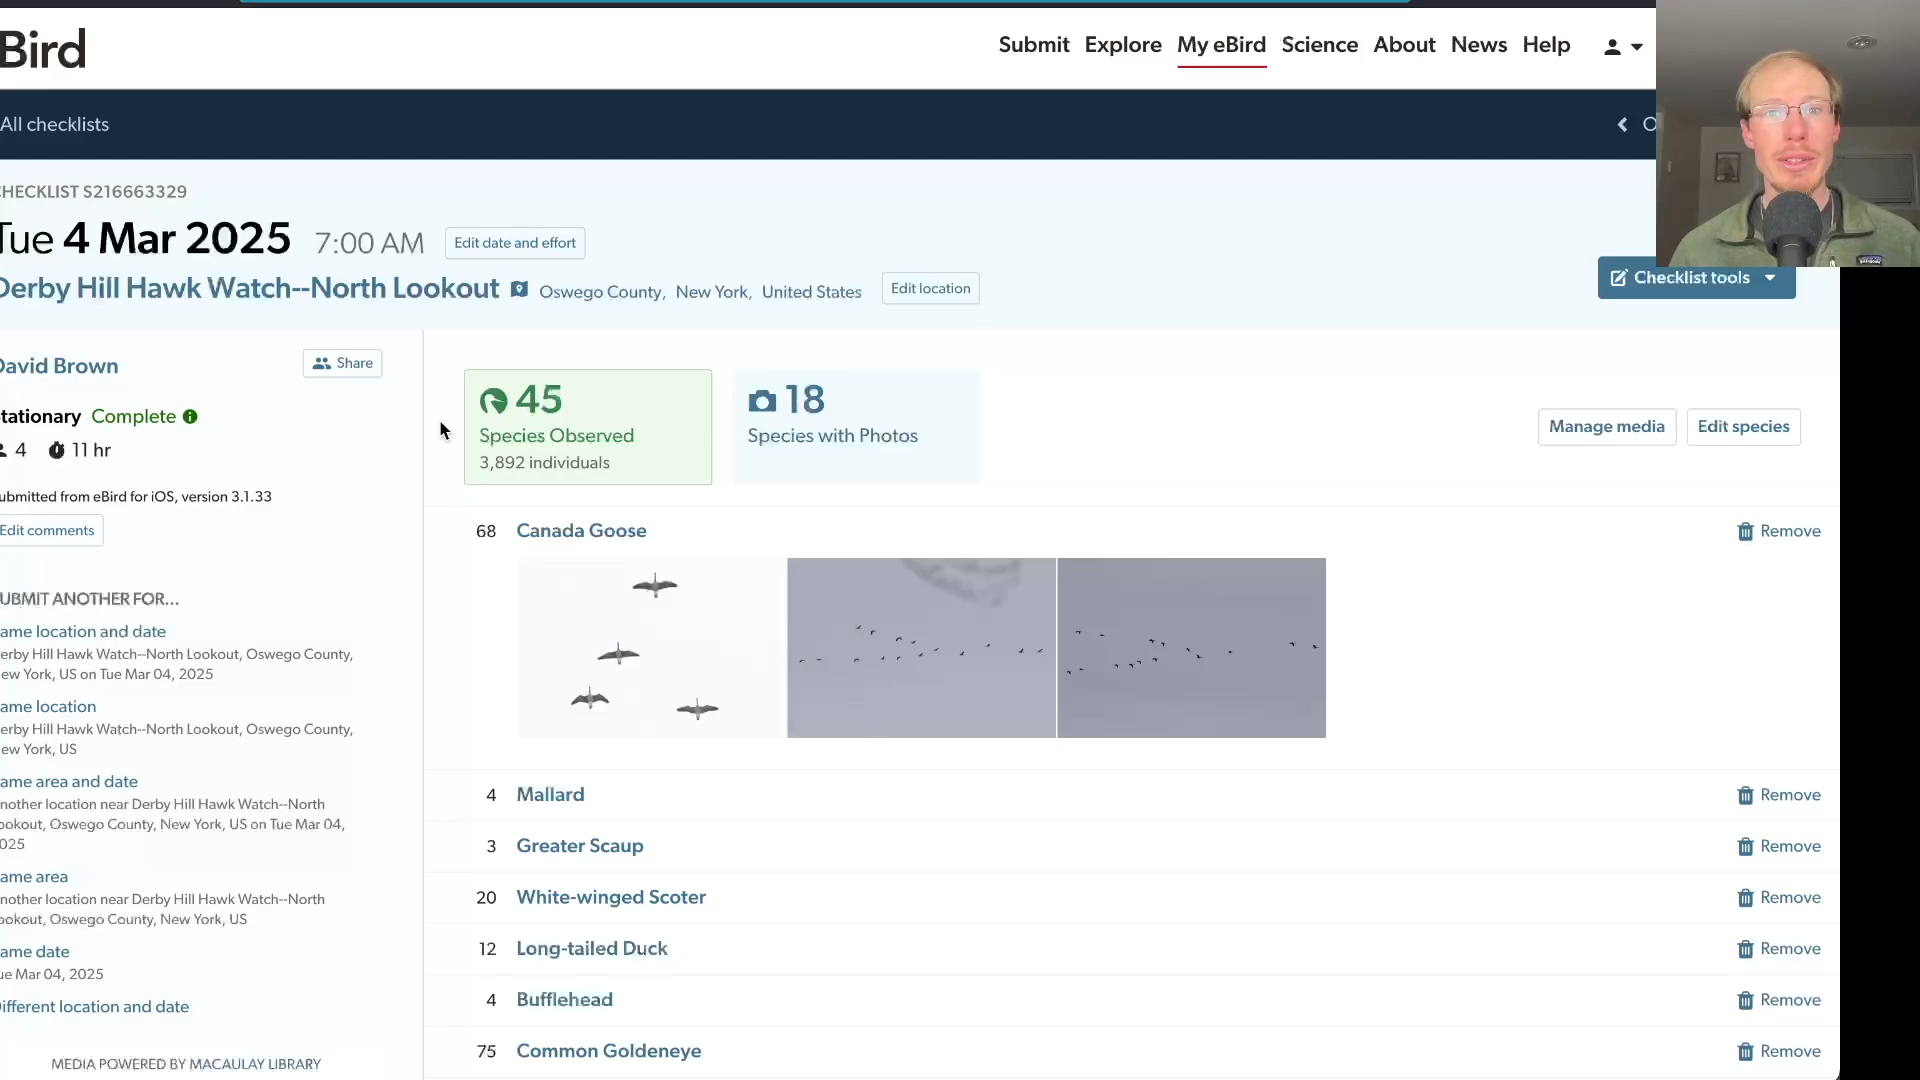 Bird
Submit Explore My eBird Science About News Help
All checklists
HECKLIST S216663329
Tue 4 Mar 2025 7:00 AM Edit date and effort
Derby Hill Hawk Watch--North Lookout Oswego County, New York, United States Edit location
Checklist tools
David Brown Share
tationary Complete
4 11 hr
ubmitted from eBird for iOS, version 3.1.33
Edit comments
45
Species Observed
3,892 individuals
18
Species with Photos
Manage media Edit species
68 Canada Goose Remove
UBMIT ANOTHER FOR...
ame location and date
erby Hill Hawk Watch--North Lookout, Oswego County,
ew York, US on Tue Mar 04, 2025
ame location
erby Hill Hawk Watch--North Lookout, Oswego County,
ew York, US
ame area and date
nother location near Derby Hill Hawk Watch--North
ookout, Oswego County, New York, US on Tue Mar 04,
025
ame area
nother location near Derby Hill Hawk Watch--North
ookout, Oswego County, New York, US
ame date
ue Mar 04, 2025
ifferent location and date
MEDIA POWERED BY MACAULAY LIBRARY
4 Mallard Remove
3 Greater Scaup Remove
20 White-winged Scoter Remove
12 Long-tailed Duck Remove
4 Bufflehead Remove
75 Common Goldeneye Remove